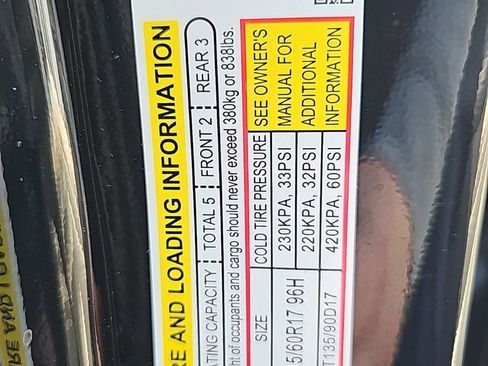 RE AND LOADING INFORMATION
ATING CAPACITY TOTAL 5 FRONT 2 REAR 3
ht of occupants and cargo should never exceed 380kg or 838lbs.
SIZE COLD TIRE PRESSURE SEE OWNER'S
5/60R17 96H 230KPA, 33PSI MANUAL FOR
220KPA, 32PSI ADDITIONAL
T135/90D17 420KPA, 60PSI INFORMATION